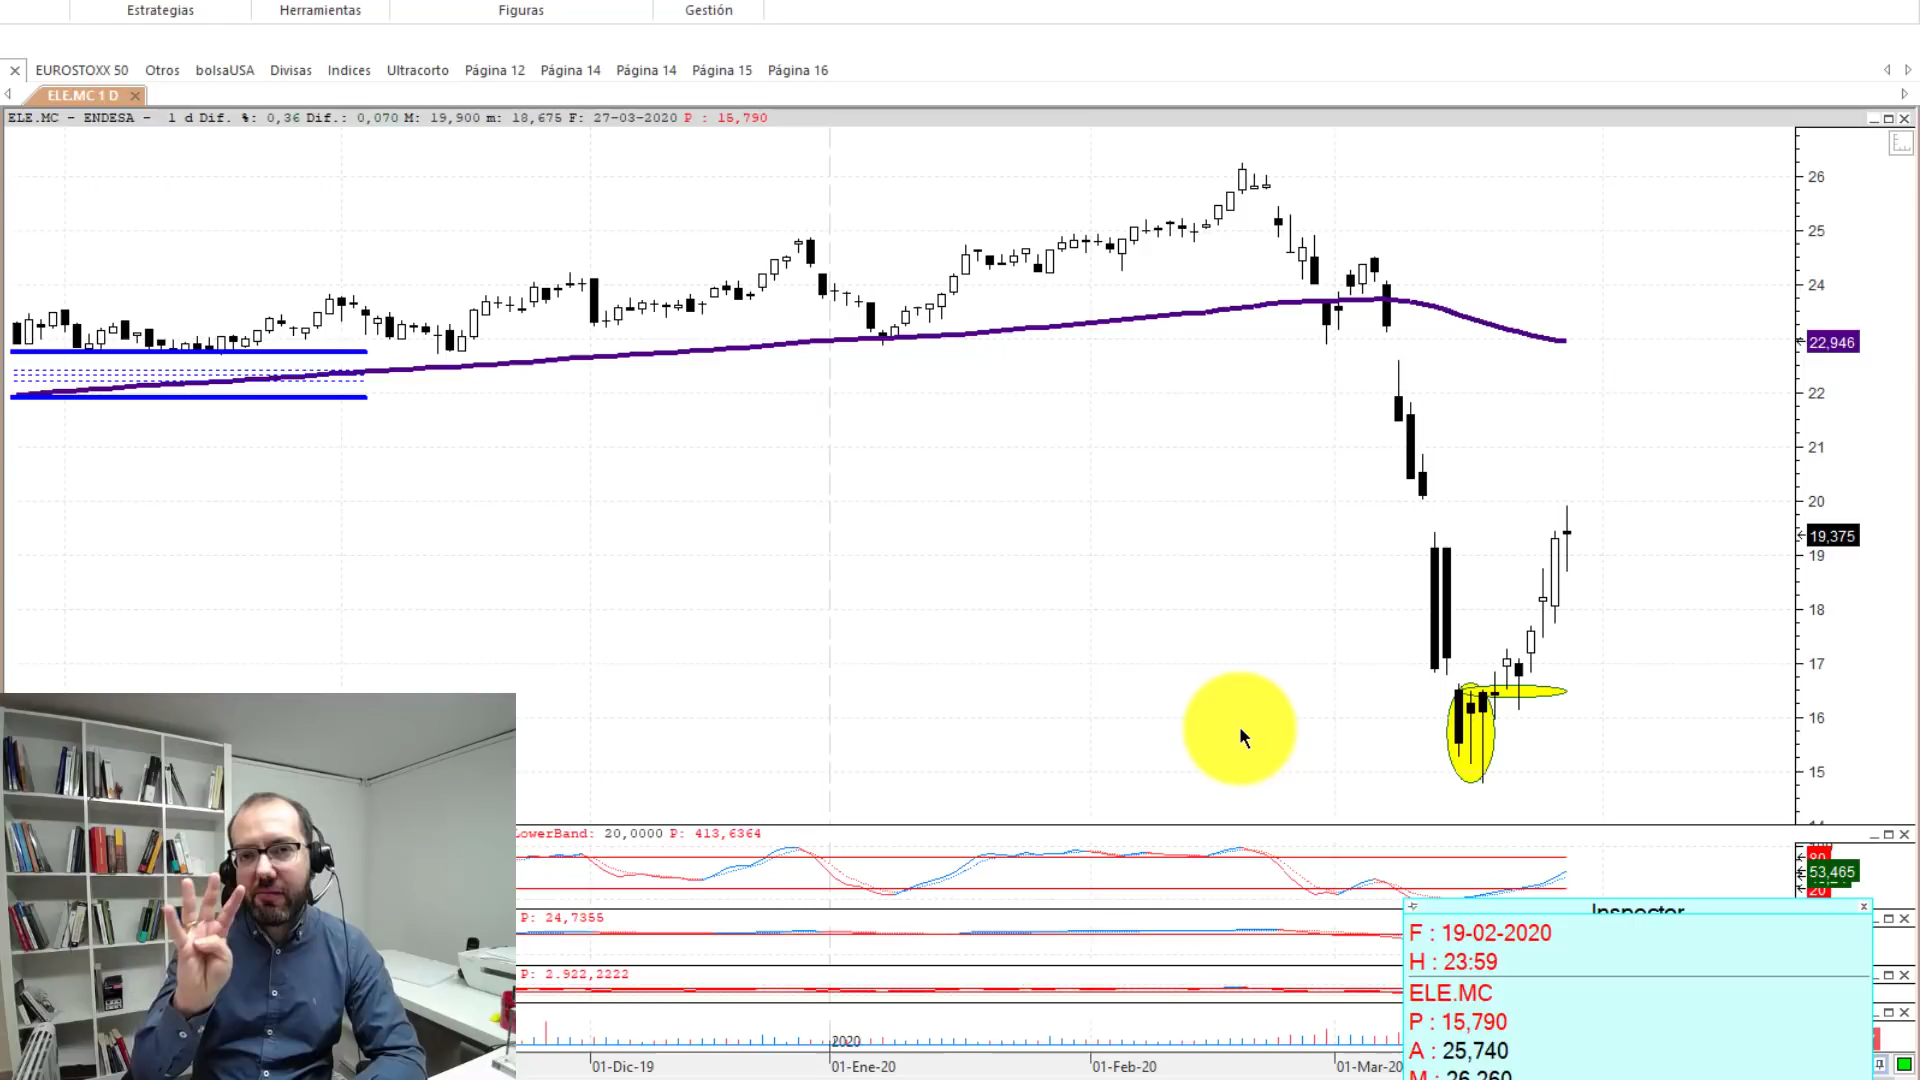 Estrategias Herramientas Figuras Gestión
EUROSTOXX 50 Otros bolsaUSA Divisas Indices Ultracorto Página 12 Página 14 Página 14 Página 15 Página 16
ELE.MC 1 D
ELE.MC - ENDESA - 1 d Dif. %: 0,36 Dif.: 0,070 M: 19,900 m: 18,675 F: 27-03-2020 P : 15,790
26
25
24
22,946
22
21
20
19,375
19
18
17
16
15
LowerBand: 20,0000 P: 413,6364
80
53,465
20
P: 24,7355
P: 2.922,2222
Inspector
F : 19-02-2020
H : 23:59
ELE.MC
P : 15,790
A : 25,740
M : 26,260
2020
01-Dic-19 01-Ene-20 01-Feb-20 01-Mar-20